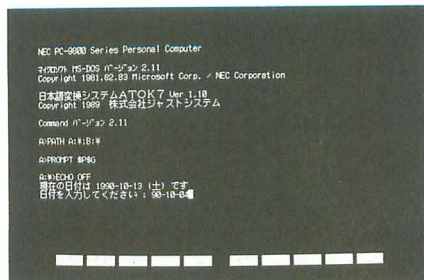 NEC PC-9800 Series Personal Computer
マイクロソフト MS-DOS バージョン 2.11
Copyright 1981,82,83 Microsoft Corp. / NEC Corporation
日本語変換システムATOK7 Ver 1.10
Copyright 1989 株式会社ジャストシステム
Command バージョン 2.11
A>PATH A:¥;B:¥
A>PROMPT $P$G
A:¥>ECHO OFF
現在の日付は 1990-10-13 (土) です
日付を入力してください : 90-10-04